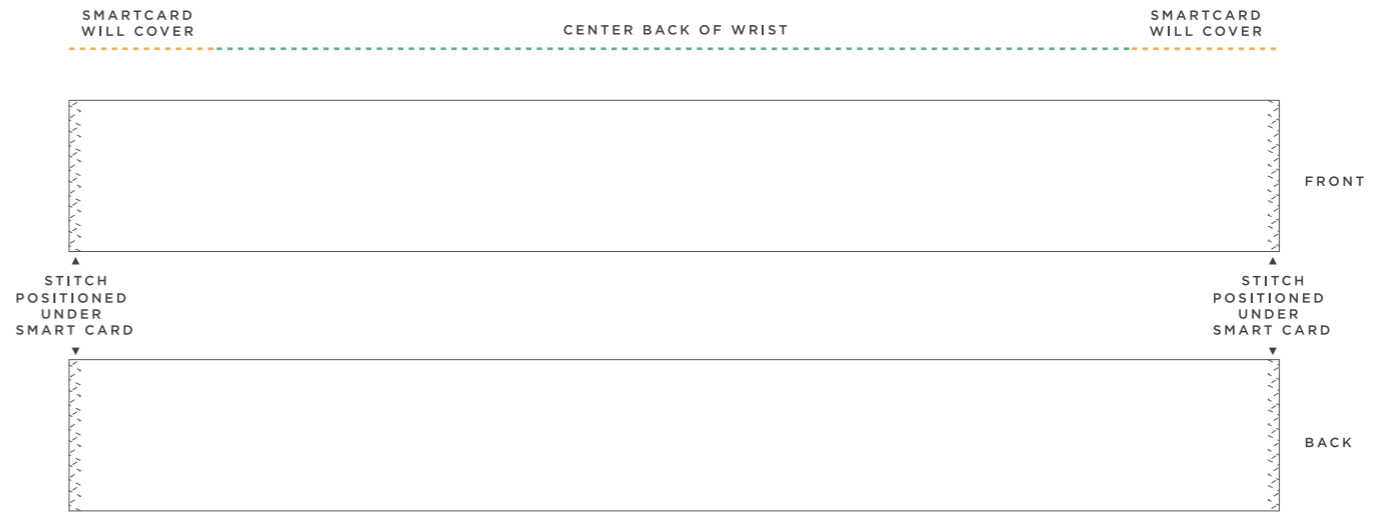 SMARTCARD
WILL COVER
CENTER BACK OF WRIST
SMARTCARD
WILL COVER
FRONT
STITCH
POSITIONED
UNDER
SMART CARD
STITCH
POSITIONED
UNDER
SMART CARD
BACK